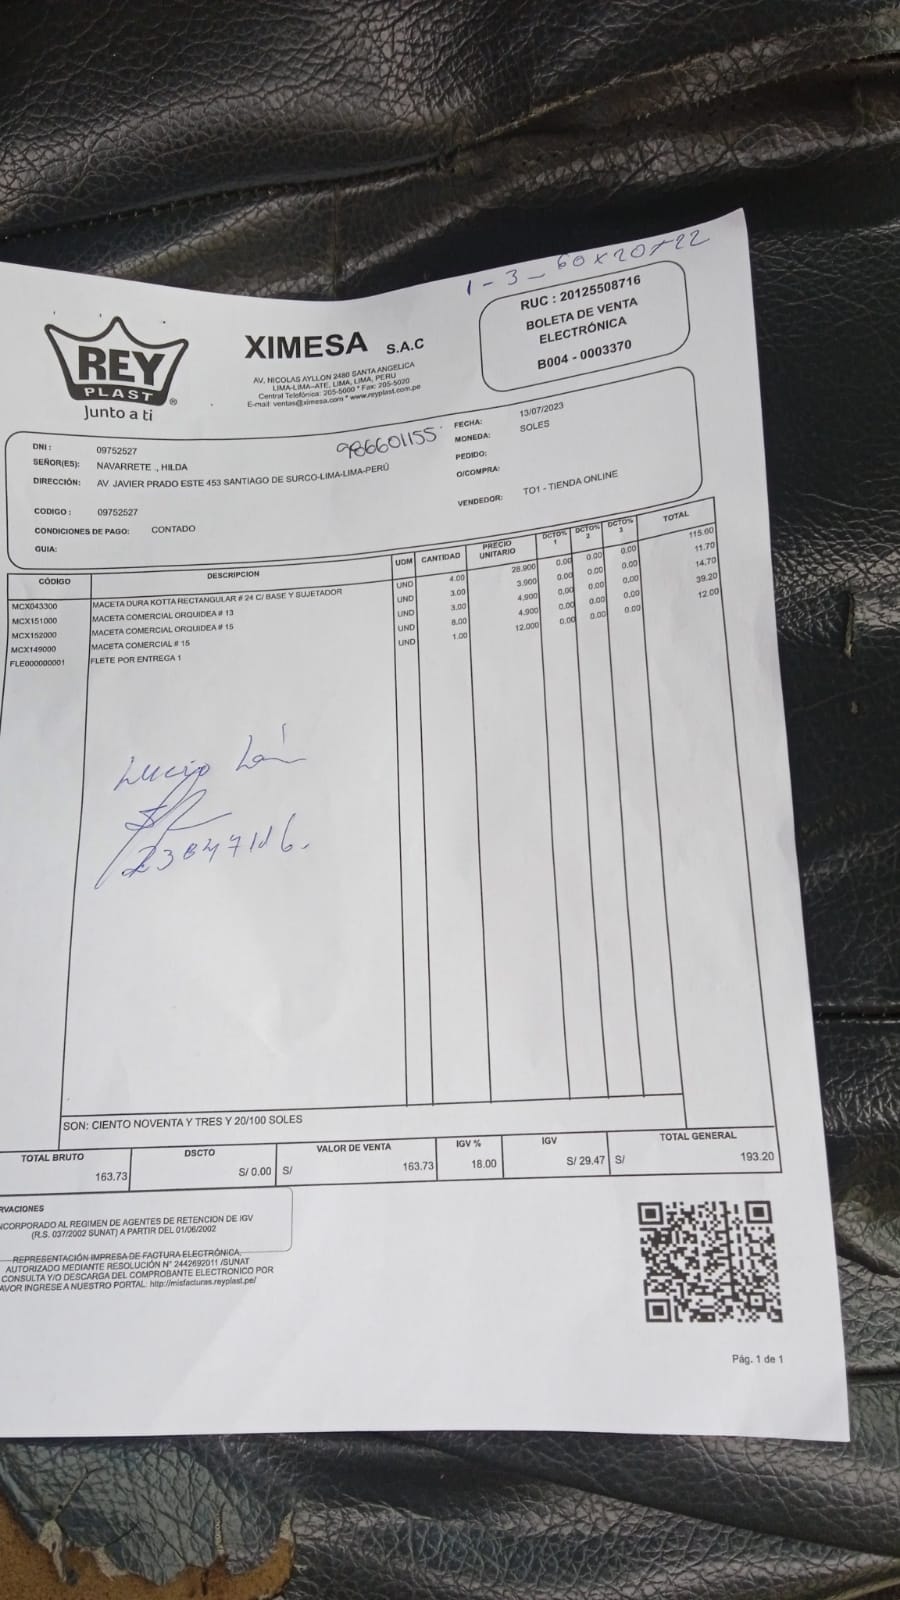 1 - 3 - 60 x 20 x 22
REY
PLAST ®
Junto a ti
XIMESA S.A.C
AV. NICOLAS AYLLON 2480 SANTA ANGELICA
LIMA-LIMA-ATE, LIMA, LIMA, PERU
Central Telefónica: 205-5000 * Fax: 205-5020
E-mail: ventas@ximesa.com * www.reyplast.com.pe
RUC : 20125508716
BOLETA DE VENTA
ELECTRÓNICA
B004 - 0003370
DNI : 09752527
986601155
SEÑOR(ES): NAVARRETE ., HILDA
DIRECCIÓN: AV. JAVIER PRADO ESTE 453 SANTIAGO DE SURCO-LIMA-LIMA-PERÚ
CODIGO : 09752527
CONDICIONES DE PAGO: CONTADO
GUIA:
FECHA: 13/07/2023
MONEDA: SOLES
PEDIDO:
O/COMPRA:
VENDEDOR: TO1 - TIENDA ONLINE
CÓDIGO DESCRIPCION UDM CANTIDAD PRECIO UNITARIO DCTO% 1 DCTO% 2 DCTO% 3 TOTAL
MCX043300 MACETA DURA KOTTA RECTANGULAR # 24 C/ BASE Y SUJETADOR UND 4.00 28.900 0.00 0.00 0.00 115.60
MCX151000 MACETA COMERCIAL ORQUIDEA # 13 UND 3.00 3.900 0.00 0.00 0.00 11.70
MCX152000 MACETA COMERCIAL ORQUIDEA # 15 UND 3.00 4.900 0.00 0.00 0.00 14.70
MCX149000 MACETA COMERCIAL # 15 UND 8.00 4.900 0.00 0.00 0.00 39.20
FLE000000001 FLETE POR ENTREGA 1 UND 1.00 12.000 0.00 0.00 0.00 12.00
Lucio
SON: CIENTO NOVENTA Y TRES Y 20/100 SOLES
TOTAL BRUTO DSCTO VALOR DE VENTA IGV % IGV TOTAL GENERAL
163.73 S/ 0.00 S/ 163.73 18.00 S/ 29.47 S/ 193.20
RVACIONES
NCORPORADO AL REGIMEN DE AGENTES DE RETENCION DE IGV
(R.S. 037/2002 SUNAT) A PARTIR DEL 01/06/2002
REPRESENTACIÓN IMPRESA DE FACTURA ELECTRÓNICA,
AUTORIZADO MEDIANTE RESOLUCIÓN N° 2442692011 /SUNAT
CONSULTA Y/O DESCARGA DEL COMPROBANTE ELECTRONICO POR
AVOR INGRESE A NUESTRO PORTAL: http://misfacturas.reyplast.pe/
Pág. 1 de 1